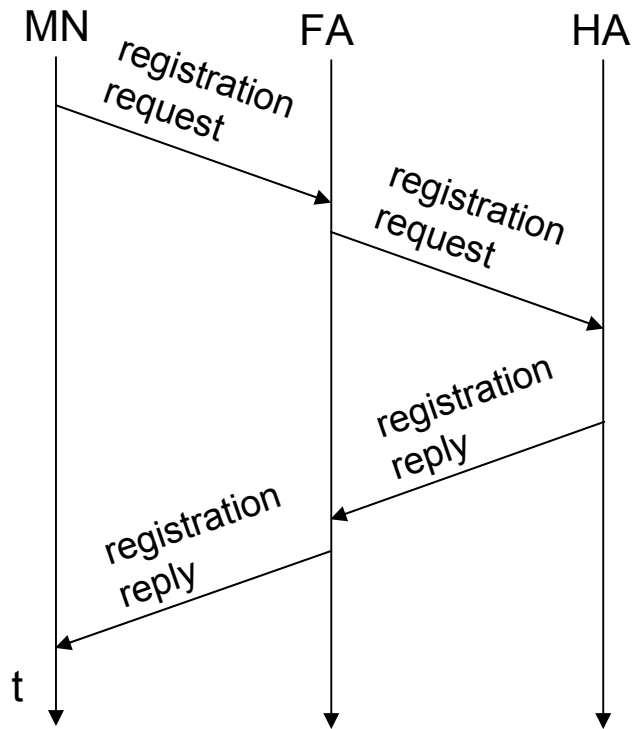 MN FA HA
registration
request
registration
request
registration
reply
registration
reply
t